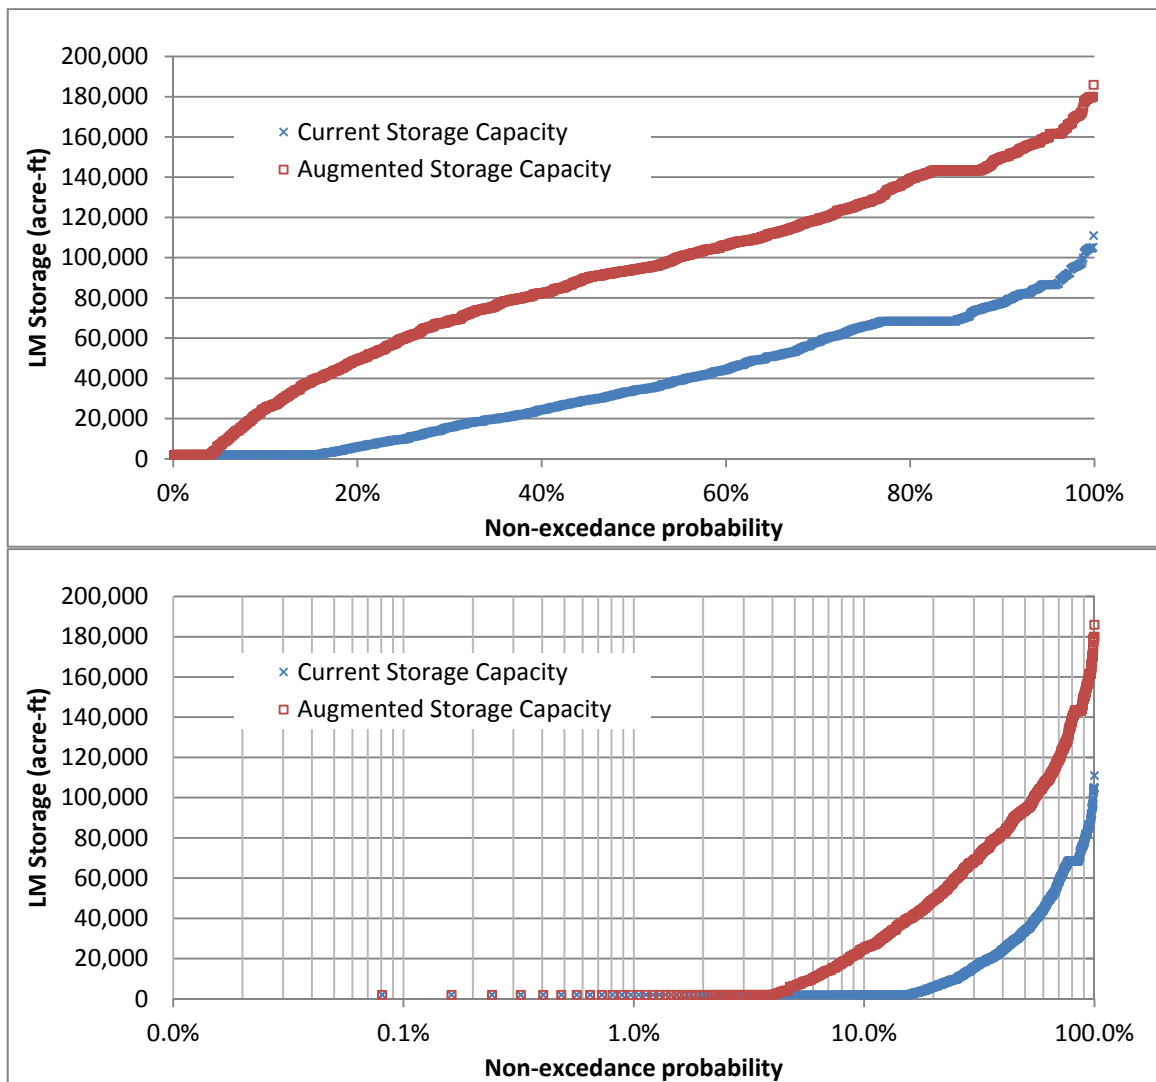 200,000
180,000
160,000
140,000
120,000
100,000
80,000
60,000
40,000
20,000
0
LM Storage (acre-ft)
Current Storage Capacity
Augmented Storage Capacity
0% 20% 40% 60% 80% 100%
Non-excedance probability
200,000
180,000
160,000
140,000
120,000
100,000
80,000
60,000
40,000
20,000
0
LM Storage (acre-ft)
Current Storage Capacity
Augmented Storage Capacity
0.0% 0.1% 1.0% 10.0% 100.0%
Non-excedance probability